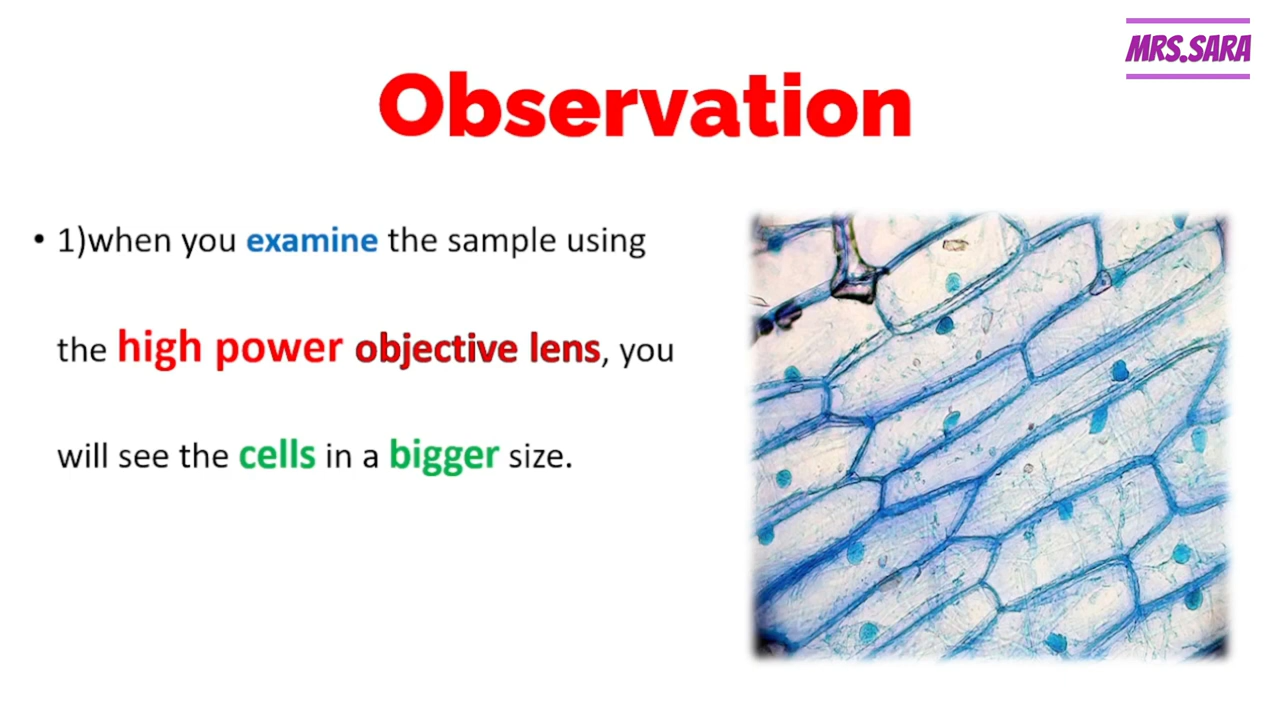 MRS.SARA
Observation
• 1)when you examine the sample using
the high power objective lens, you
will see the cells in a bigger size.